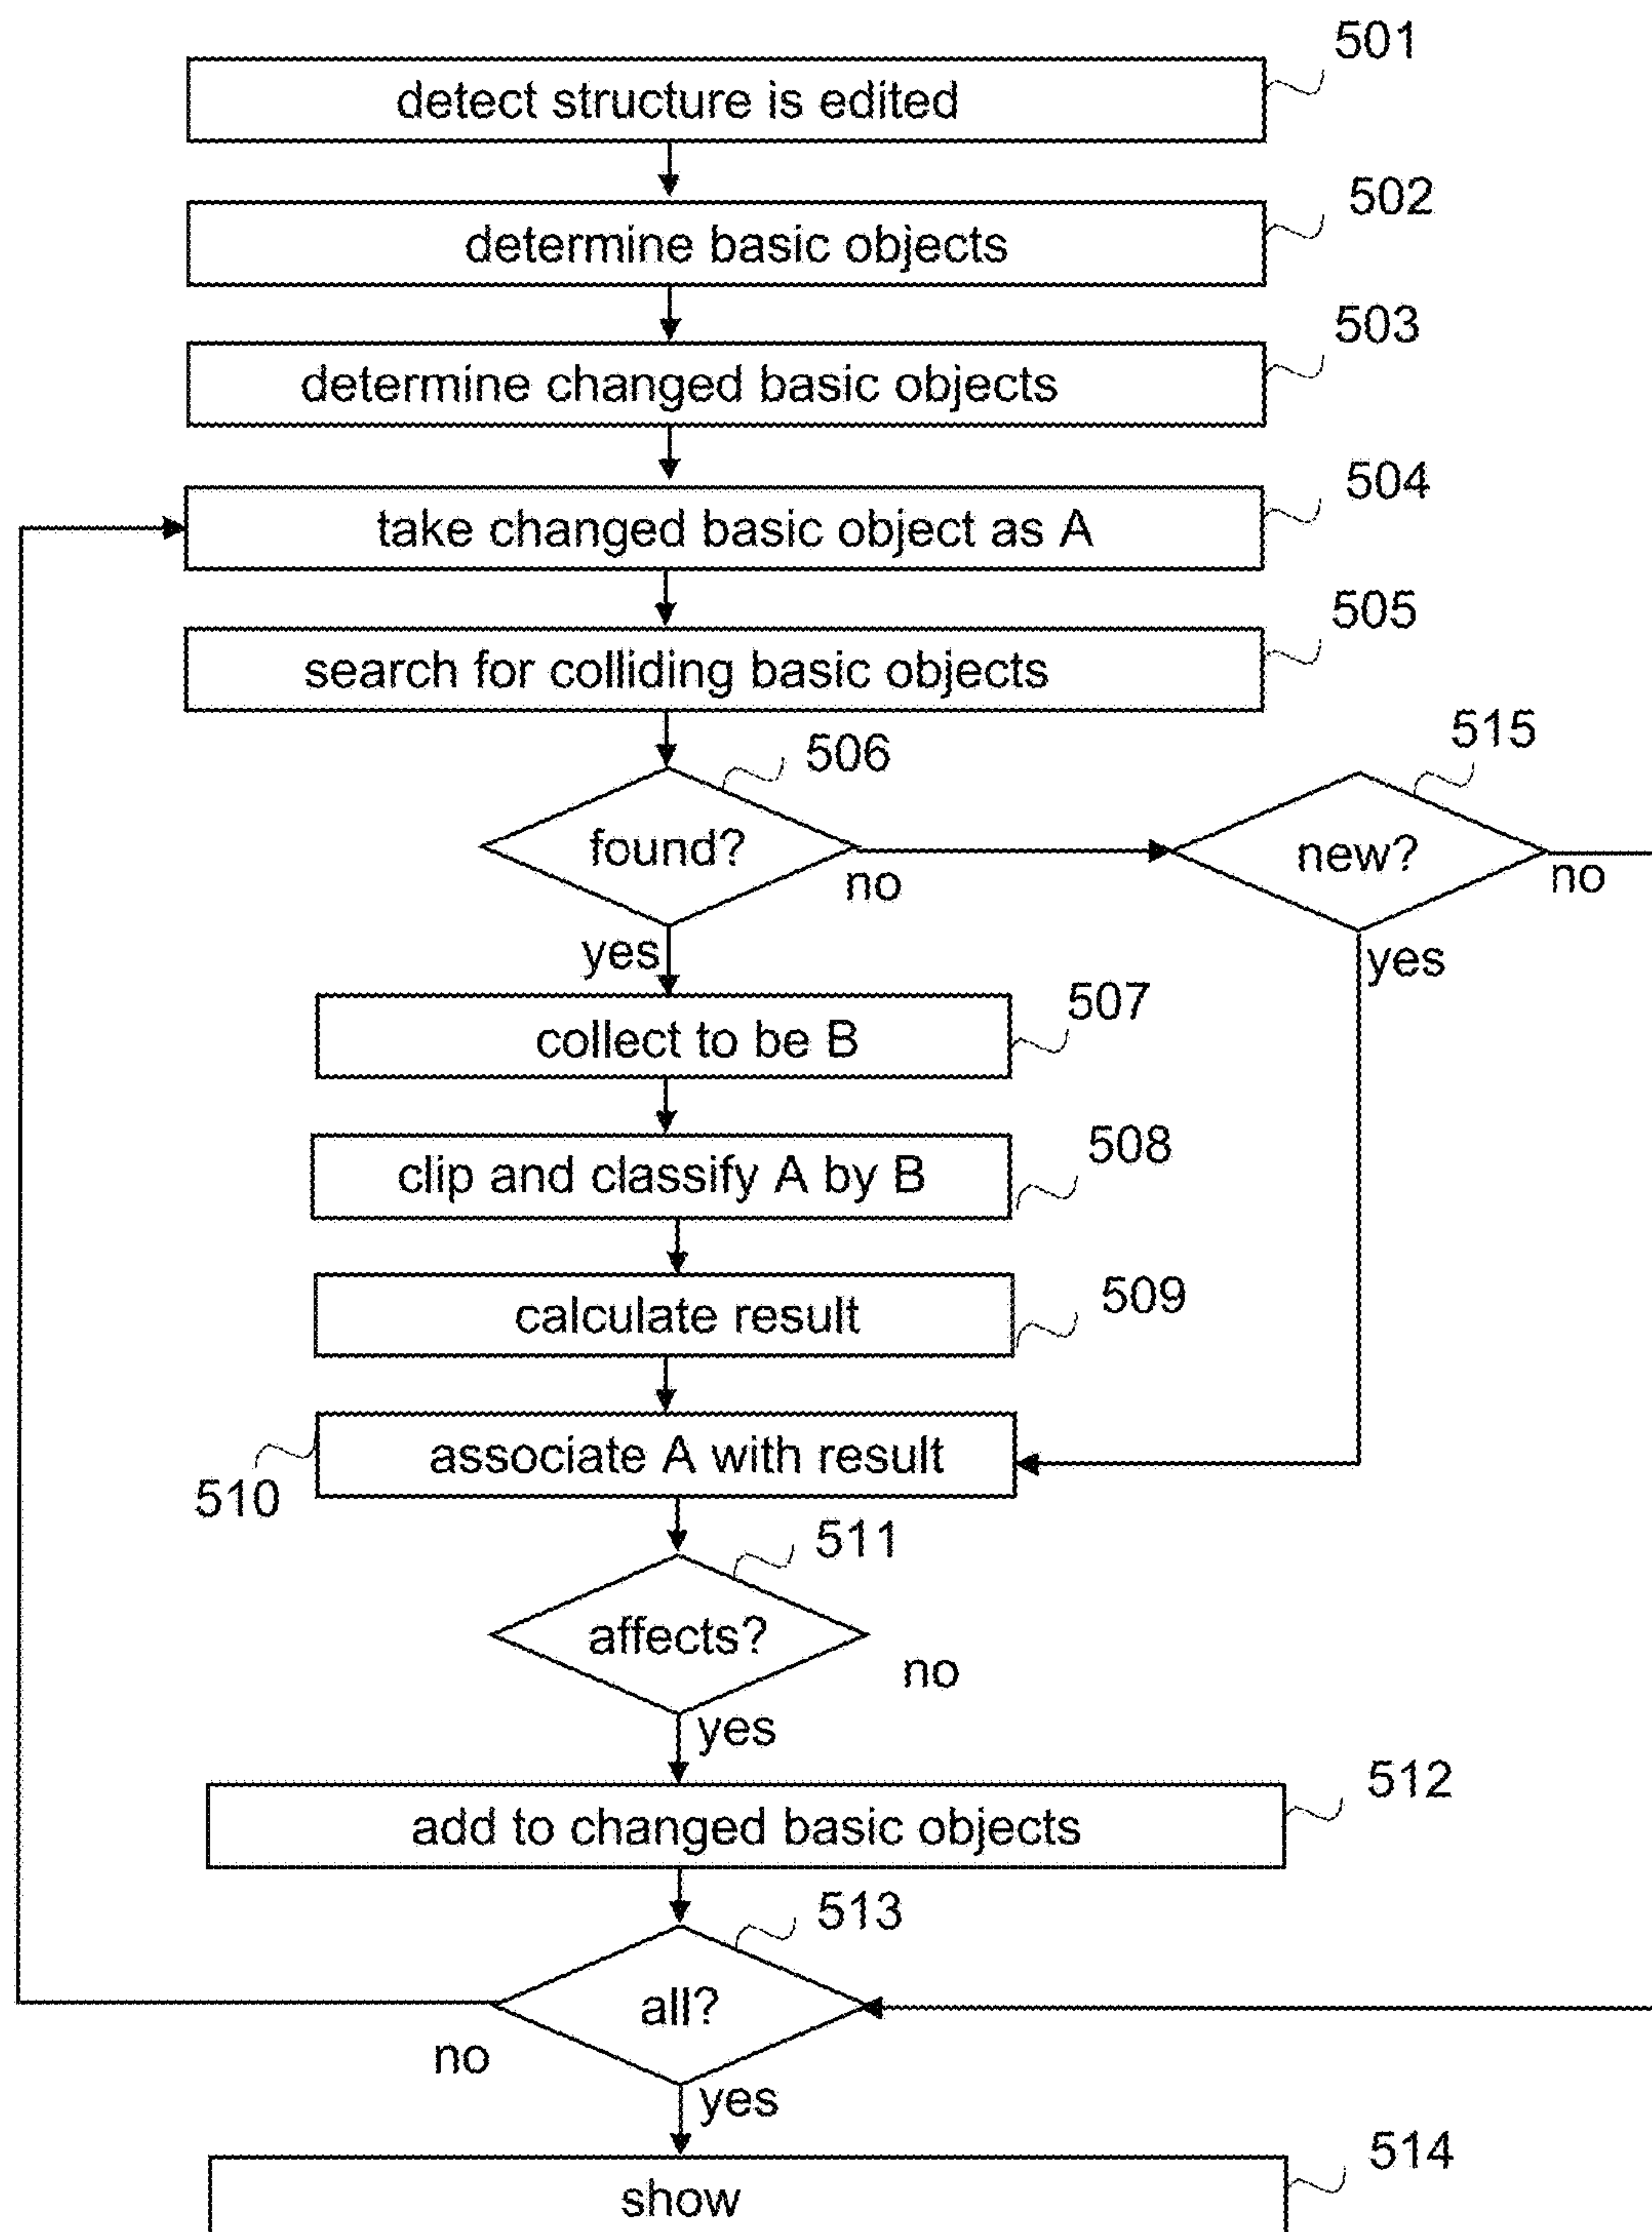 501
detect structure is edited
502
determine basic objects
503
determine changed basic objects
504
take changed basic object as A
505
search for colliding basic objects
506
515
found?
new?
no
no
yes
yes
507
collect to be B
508
clip and classify A by B
509
calculate result
associate A with result
510
511
affects?
no
yes
512
add to changed basic objects
513
all?
no
yes
514
show